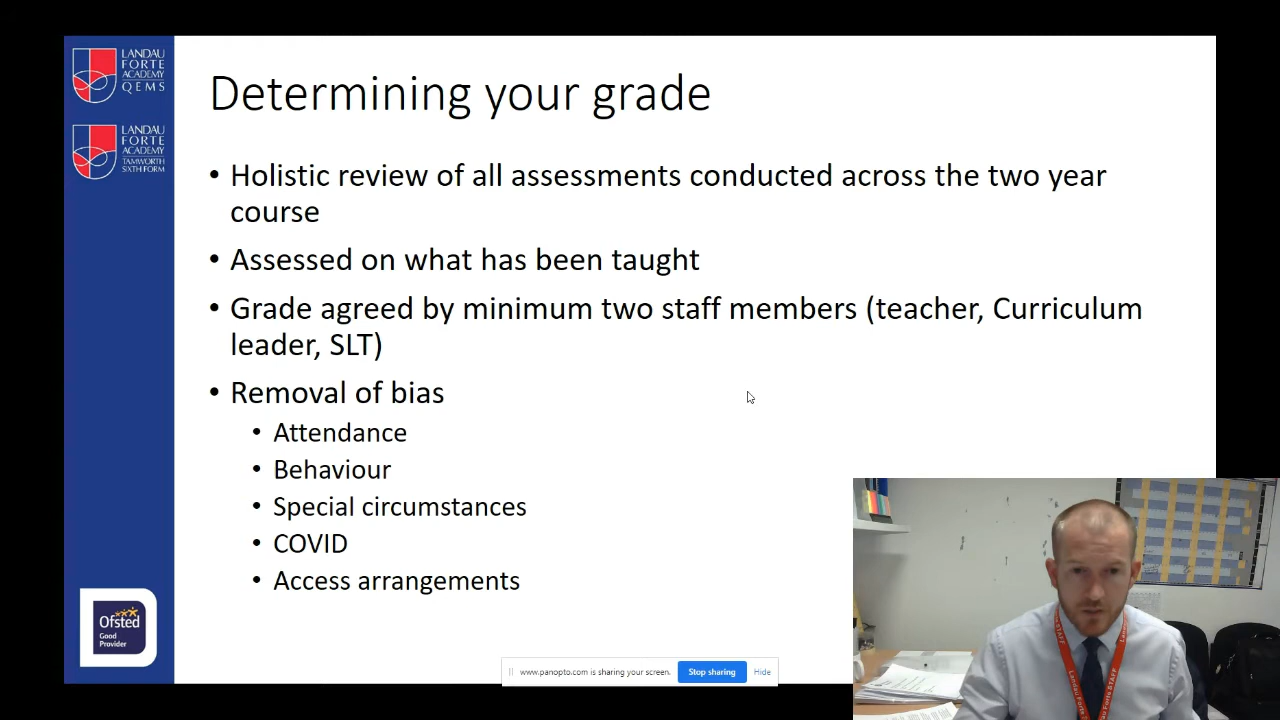 LANDAU
FORTE
ACADEMY
QEMS
LANDAU
FORTE
ACADEMY
TAMWORTH
SIXTH FORM
Determining your grade
• Holistic review of all assessments conducted across the two year
course
• Assessed on what has been taught
• Grade agreed by minimum two staff members (teacher, Curriculum
leader, SLT)
• Removal of bias
• Attendance
• Behaviour
• Special circumstances
• COVID
• Access arrangements
Ofsted
Good
Provider
www.panopto.com is sharing your screen.
Stop sharing
Hide
Landau Forte
STAFF